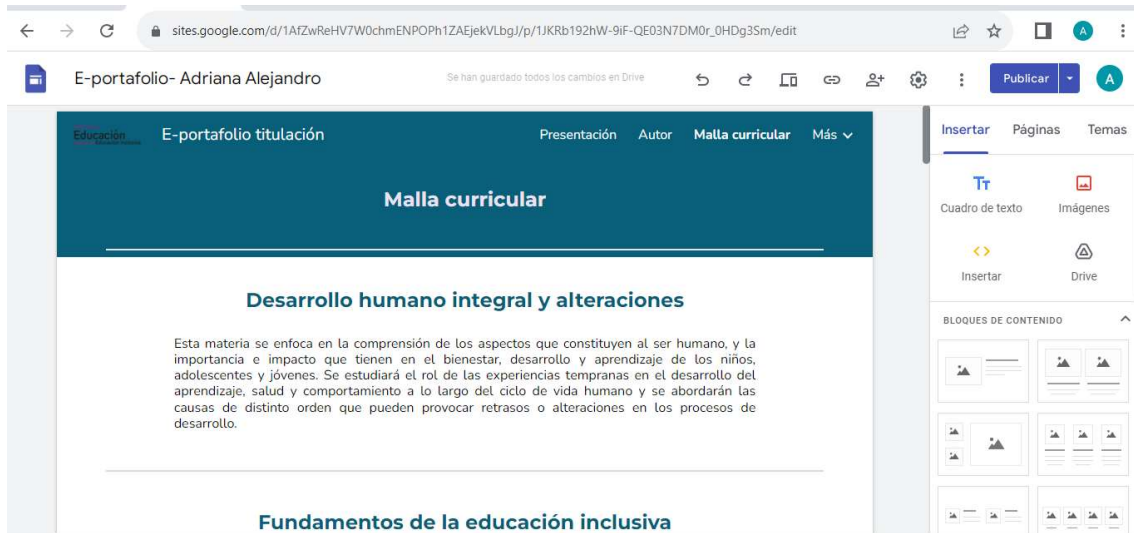 sites.google.com/d/1AfZwReHV7W0chmENPOPh1ZAEjekVLbgJ/p/1JKRb192hW-9iF-QE03N7DM0r_0HDg3Sm/edit
A
E-portafolio- Adriana Alejandro
Se han guardado todos los cambios en Drive
Publicar
A
Educación
E-portafolio titulación
Presentación
Autor
Malla curricular
Más
Insertar
Páginas
Temas
Malla curricular
Cuadro de texto
Imágenes
Insertar
Drive
BLOQUES DE CONTENIDO
Desarrollo humano integral y alteraciones
Esta materia se enfoca en la comprensión de los aspectos que constituyen al ser humano, y la
importancia e impacto que tienen en el bienestar, desarrollo y aprendizaje de los niños,
adolescentes y jóvenes. Se estudiará el rol de las experiencias tempranas en el desarrollo del
aprendizaje, salud y comportamiento a lo largo del ciclo de vida humano y se abordarán las
causas de distinto orden que pueden provocar retrasos o alteraciones en los procesos de
desarrollo.
Fundamentos de la educación inclusiva